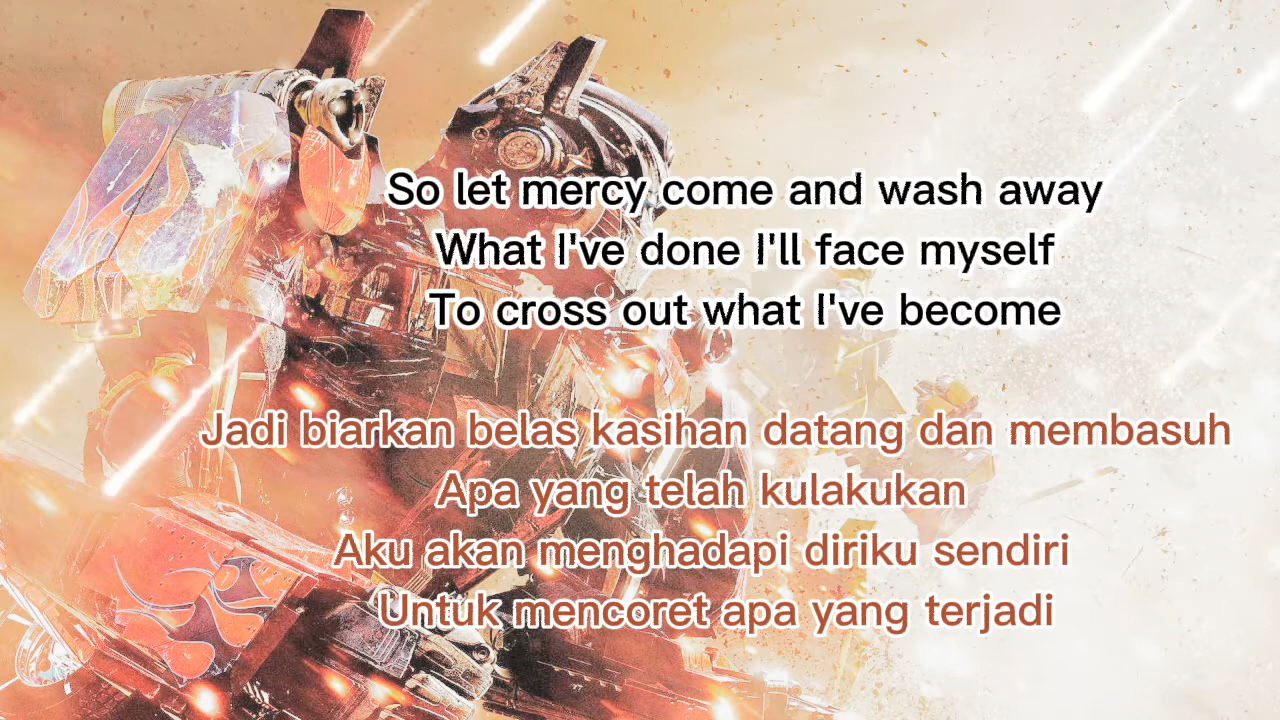 So let mercy come and wash away
What I've done I'll face myself
To cross out what I've become
Jadi biarkan belas kasihan datang dan membasuh
Apa yang telah kulakukan
Aku akan menghadapi diriku sendiri
Untuk mencoret apa yang terjadi